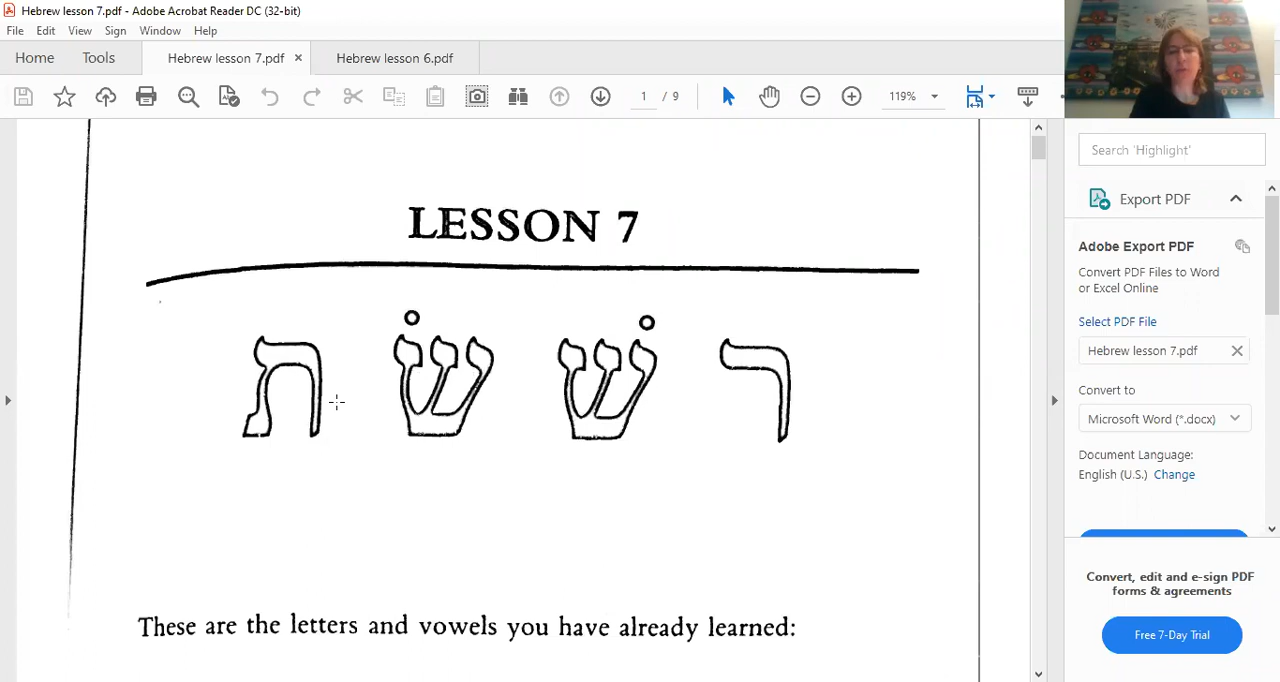 Hebrew lesson 7.pdf - Adobe Acrobat Reader DC (32-bit)
File Edit View Sign Window Help
Home Tools Hebrew lesson 7.pdf × Hebrew lesson 6.pdf
1 / 9 119%
LESSON 7
ר שׁ שׂ ת
These are the letters and vowels you have already learned:
Search 'Highlight'
Export PDF
Adobe Export PDF
Convert PDF Files to Word
or Excel Online
Select PDF File
Hebrew lesson 7.pdf
Convert to
Microsoft Word (*.docx)
Document Language:
English (U.S.) Change
Convert, edit and e-sign PDF
forms & agreements
Free 7-Day Trial